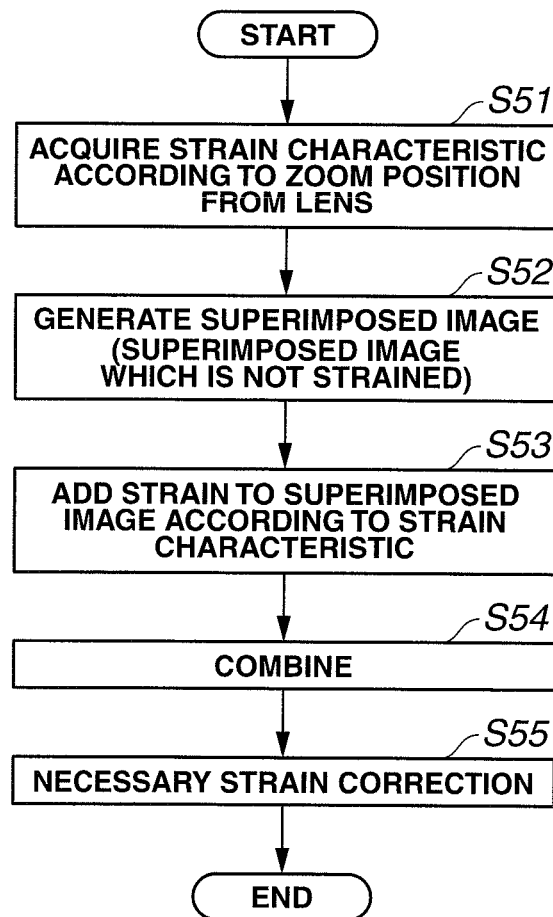 START
S51
ACQUIRE STRAIN CHARACTERISTIC
ACCORDING TO ZOOM POSITION
FROM LENS
S52
GENERATE SUPERIMPOSED IMAGE
(SUPERIMPOSED IMAGE
WHICH IS NOT STRAINED)
S53
ADD STRAIN TO SUPERIMPOSED
IMAGE ACCORDING TO STRAIN
CHARACTERISTIC
S54
COMBINE
S55
NECESSARY STRAIN CORRECTION
END